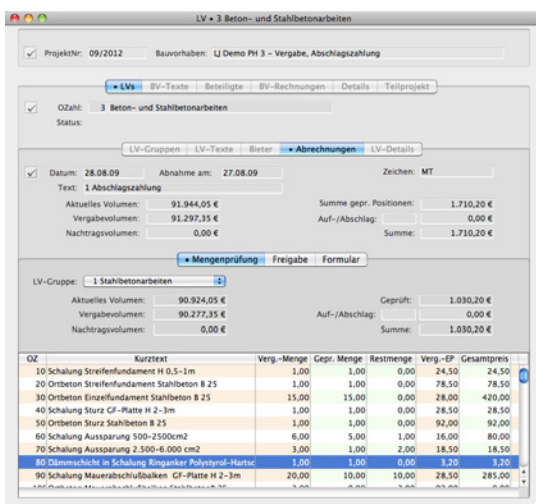 LV • 3 Beton- und Stahlbetonarbeiten
ProjektNr: 09/2012 Bauvorhaben: LJ Demo PH 3 - Vergabe, Abschlagszahlung
• LVs BV-Texte Beteiligte BV-Rechnungen Details Teilprojekt
OZahl: 3 Beton- und Stahlbetonarbeiten
Status:
LV-Gruppen LV-Texte Bieter • Abrechnungen LV-Details
Datum: 28.08.09 Abnahme am: 27.08.09 Zeichen: MT
Text: 1 Abschlagszahlung
Aktuelles Volumen: 91.944,05 € Summe gepr. Positionen: 1.710,20 €
Vergabevolumen: 91.297,35 € Auf-/Abschlag: 0,00 €
Nachtragsvolumen: 0,00 € Summe: 1.710,20 €
• Mengenprüfung Freigabe Formular
LV-Gruppe: 1 Stahlbetonarbeiten
Aktuelles Volumen: 90.924,05 € Geprüft: 1.030,20 €
Vergabevolumen: 90.277,35 € Auf-/Abschlag: 0,00 €
Nachtragsvolumen: 0,00 € Summe: 1.030,20 €
OZ Kurztext Verg.-Menge Gepr. Menge Restmenge Verg.-EP Gesamtpreis
10 Schalung Streifenfundament H 0,5-1m 1,00 1,00 0,00 24,50 24,50
20 Ortbeton Streifenfundament Stahlbeton B 25 1,00 1,00 0,00 78,50 78,50
30 Ortbeton Einzelfundament Stahlbeton B 25 15,00 15,00 0,00 28,00 420,00
40 Schalung Sturz GF-Platte H 2-3m 1,00 1,00 0,00 28,50 28,50
50 Ortbeton Sturz Stahlbeton B 25 1,00 1,00 0,00 92,00 92,00
60 Schalung Aussparung 500-2500cm2 6,00 5,00 1,00 16,00 80,00
70 Schalung Aussparung 2.500-6.000 cm2 3,00 1,00 2,00 18,50 18,50
80 Dämmschicht in Schalung Ringanker Polystyrol-Hartsc 1,00 1,00 0,00 3,20 3,20
90 Schalung Mauerabschlußbalken GF-Platte H 2-3m 20,00 10,00 10,00 28,50 285,00